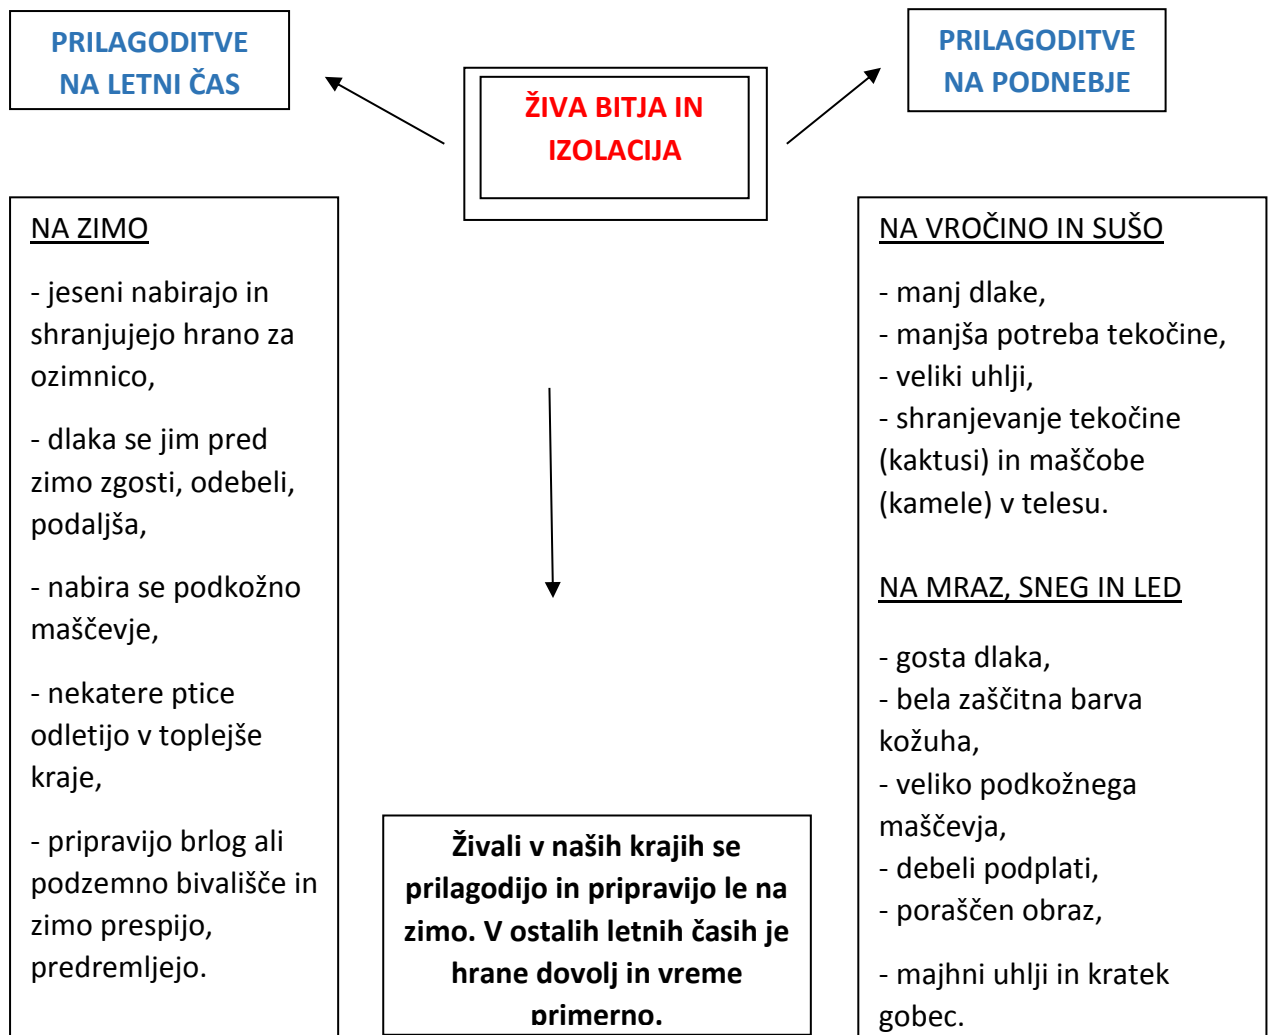 PRILAGODITVE
NA LETNI ČAS
ŽIVA BITJA IN
IZOLACIJA
PRILAGODITVE
NA PODNEBJE
NA ZIMO
- jeseni nabirajo in
shranjujejo hrano za
ozimnico,
- dlaka se jim pred
zimo zgosti, odebeli,
podaljša,
- nabira se podkožno
maščevje,
- nekatere ptice
odletijo v toplejše
kraje,
- pripravijo brlog ali
podzemno bivališče in
zimo prespijo,
predremljejo.
Živali v naših krajih se
prilagodijo in pripravijo le na
zimo. V ostalih letnih časih je
hrane dovolj in vreme
primerno.
NA VROČINO IN SUŠO
- manj dlake,
- manjša potreba tekočine,
- veliki uhlji,
- shranjevanje tekočine
(kaktusi) in maščobe
(kamele) v telesu.
NA MRAZ, SNEG IN LED
- gosta dlaka,
- bela zaščitna barva
kožuha,
- veliko podkožnega
maščevja,
- debeli podplati,
- poraščen obraz,
- majhni uhlji in kratek
gobec.